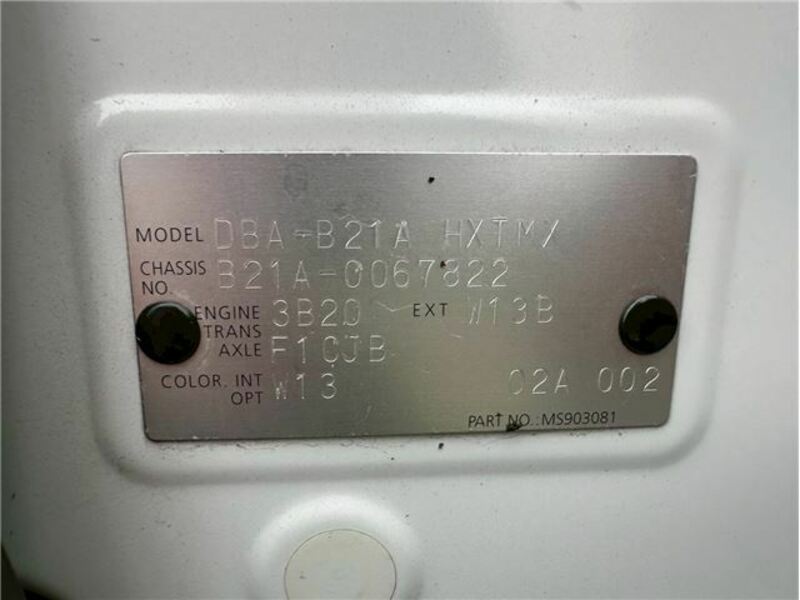 MODEL DBA-B21A HXTMX
CHASSIS NO. B21A-0067822
ENGINE 3B20 EXT W13B
TRANS AXLE F1CJB
COLOR. INT OPT W13 02A 002
PART NO.:MS903081